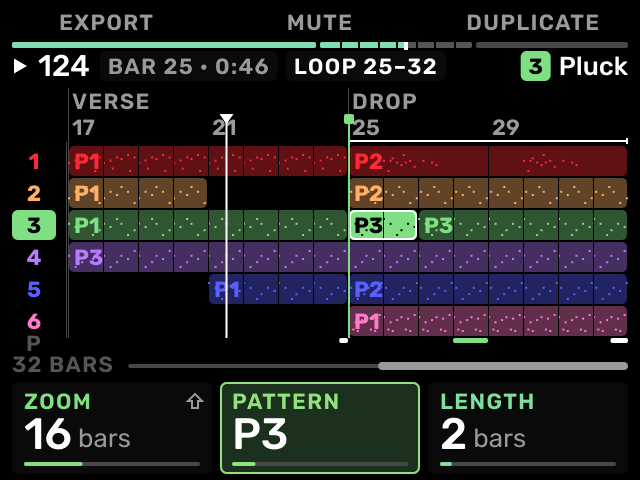 EXPORT MUTE DUPLICATE
124 BAR 25 • 0:46 LOOP 25–32 3 Pluck
VERSE DROP
17 21 25 29
1 P1 P2
2 P1 P2
3 P1 P3 P3
4 P3
5 P1 P2
6 P1
P
32 BARS
ZOOM PATTERN LENGTH
16 bars P3 2 bars